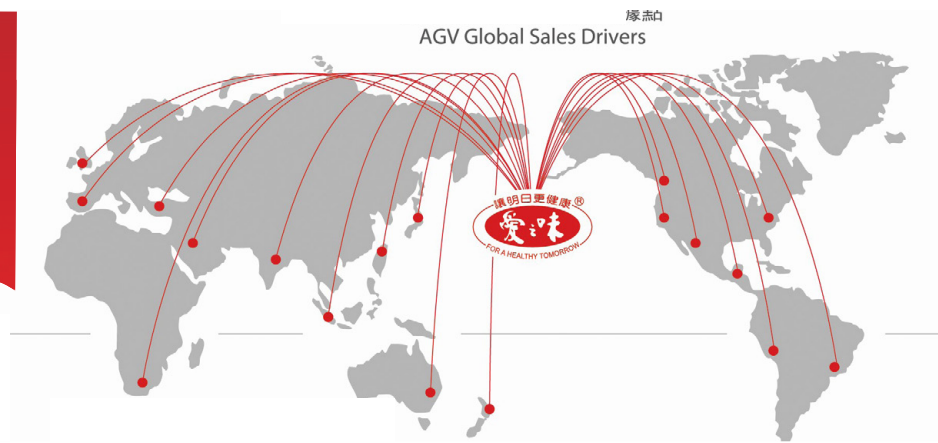 AGV Global Sales Drivers
讓明日更健康®
愛之味
FOR A HEALTHY TOMORROW